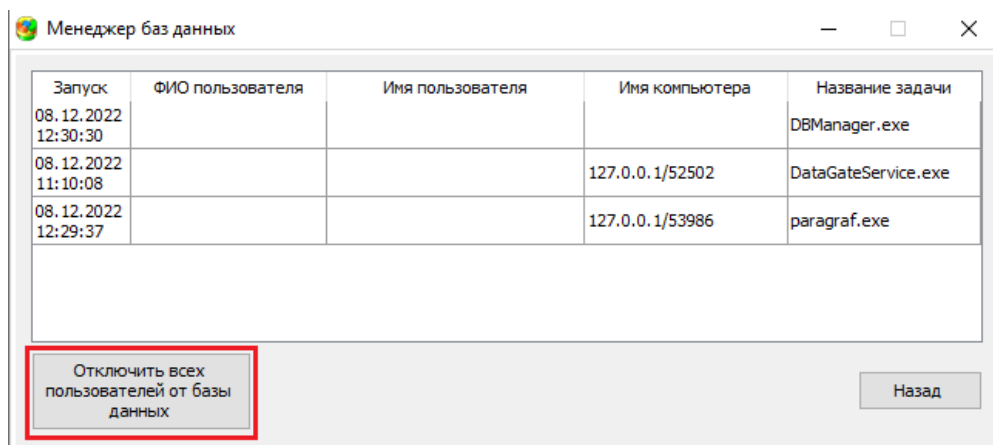 Менеджер баз данных
Запуск ФИО пользователя Имя пользователя Имя компьютера Название задачи
08.12.2022
12:30:30
DBManager.exe
08.12.2022
11:10:08
127.0.0.1/52502 DataGateService.exe
08.12.2022
12:29:37
127.0.0.1/53986 paragraf.exe
Отключить всех
пользователей от базы
данных
Назад